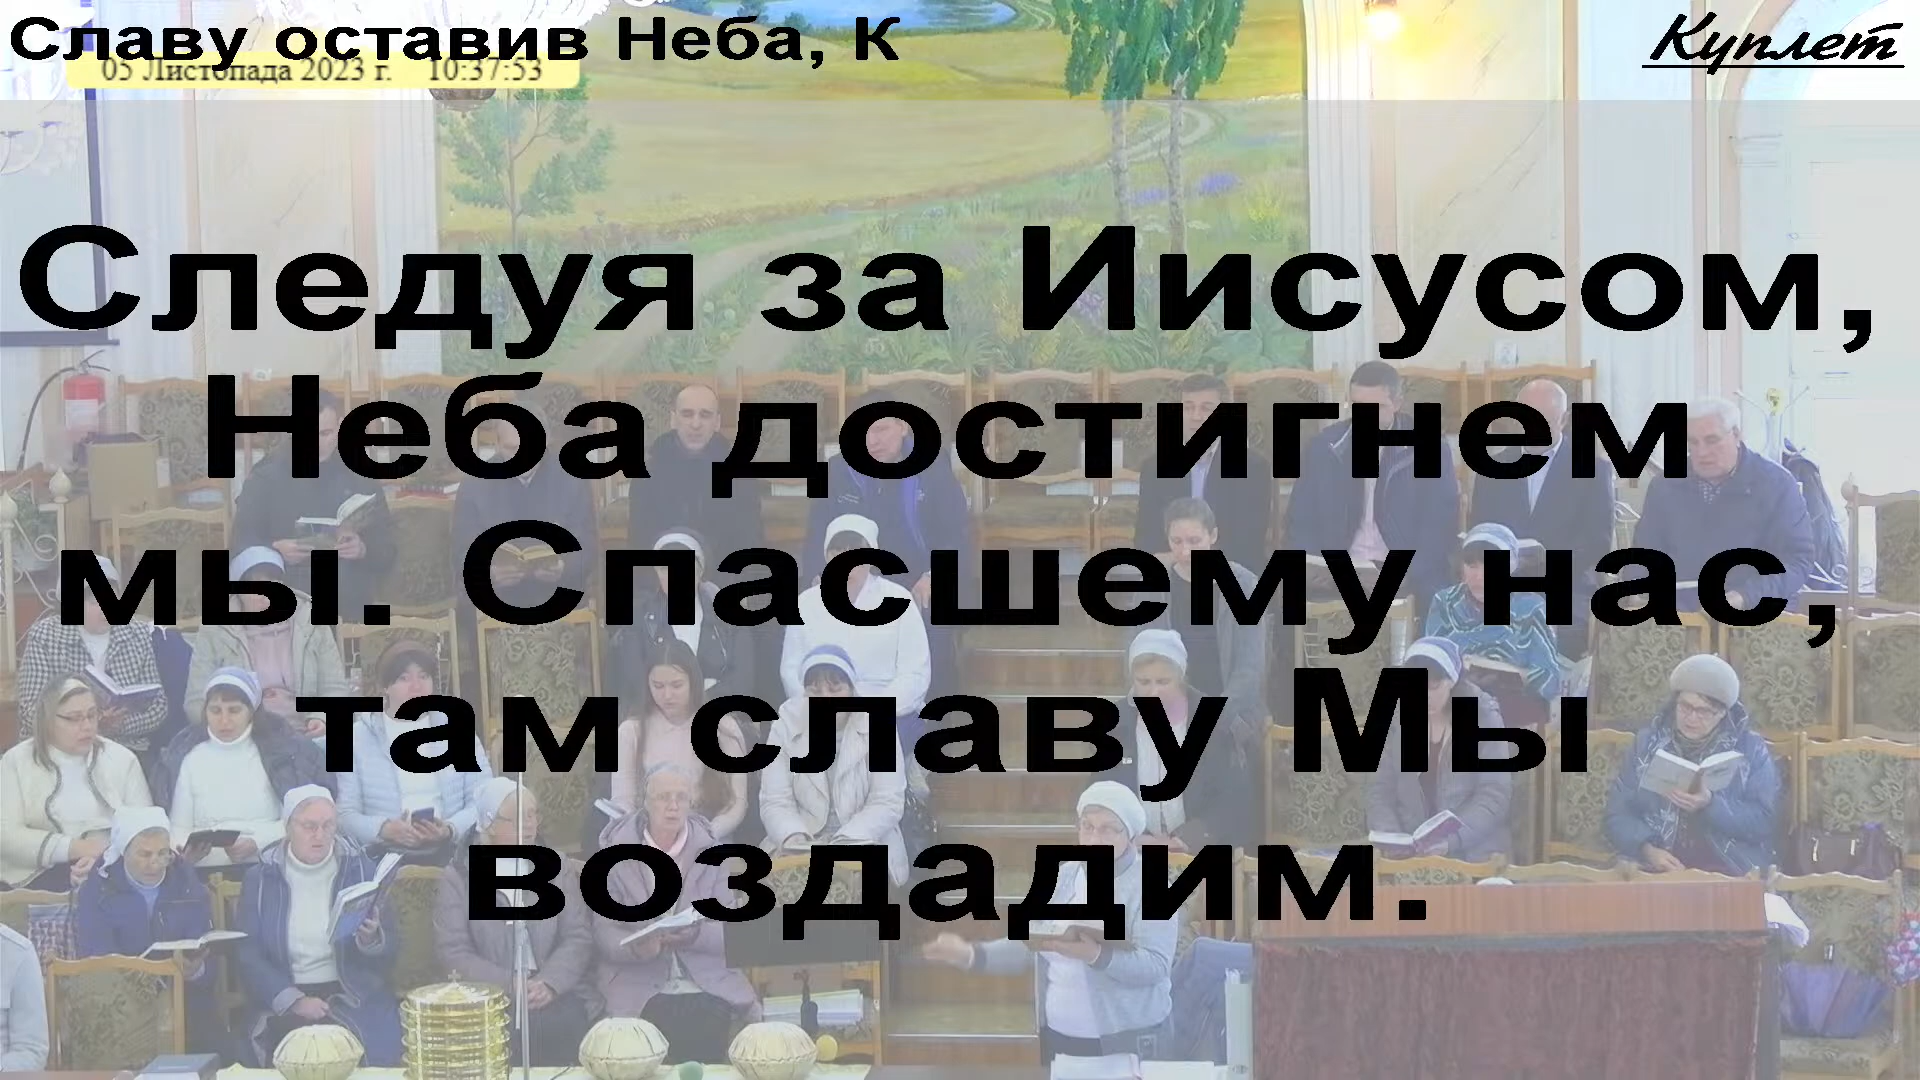 Славу оставив Неба, К
Куплет
05 Листопада 2023 г. 10:37:53
Следуя за Иисусом,
Неба достигнем
мы. Спасшему нас,
там славу Мы
воздадим.